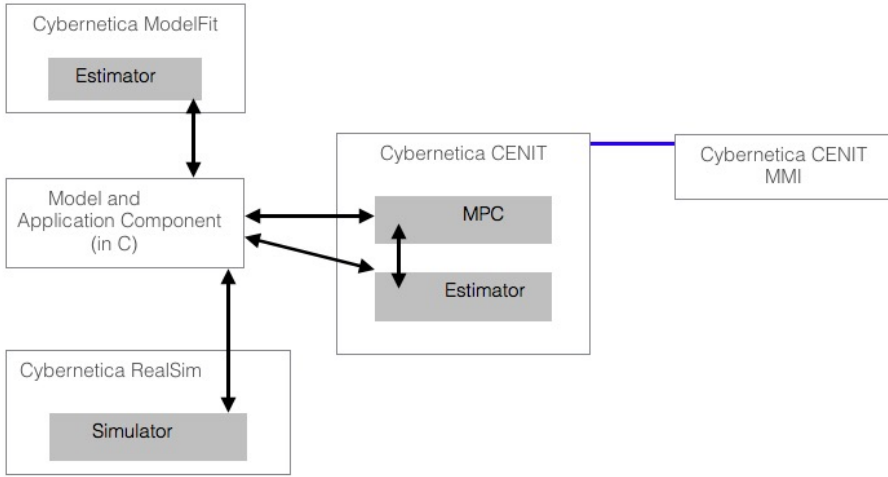 Cybernetica ModelFit
Estimator
Model and
Application Component
(in C)
Cybernetica RealSim
Simulator
Cybernetica CENIT
MPC
Estimator
Cybernetica CENIT
MMI